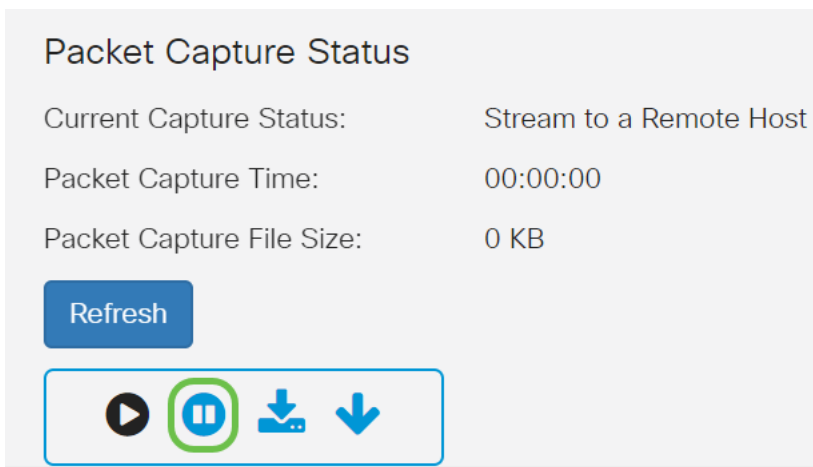 Packet Capture Status
Current Capture Status: Stream to a Remote Host
Packet Capture Time: 00:00:00
Packet Capture File Size: 0 KB
Refresh